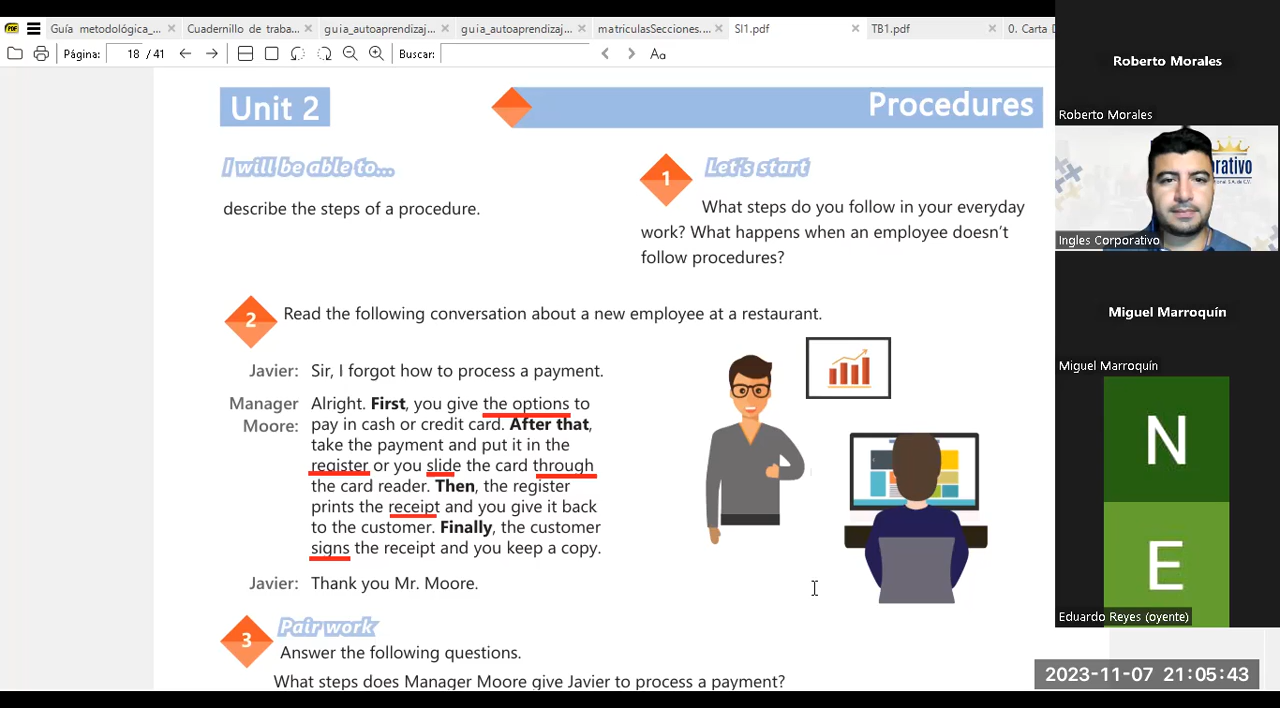 Guía metodológica_...
Cuadernillo de traba...
guia_autoaprendizaj...
guia_autoaprendizaj...
matriculasSecciones....
SI1.pdf
TB1.pdf
0. Carta D
Página:
18 / 41
Buscar:
Aa
Unit 2
Procedures
I will be able to...
describe the steps of a procedure.
1
Let's start
What steps do you follow in your everyday
work? What happens when an employee doesn't
follow procedures?
2
Read the following conversation about a new employee at a restaurant.
Javier: Sir, I forgot how to process a payment.
Manager Moore: Alright. First, you give the options to
pay in cash or credit card. After that,
take the payment and put it in the
register or you slide the card through
the card reader. Then, the register
prints the receipt and you give it back
to the customer. Finally, the customer
signs the receipt and you keep a copy.
Javier: Thank you Mr. Moore.
3
Pair work
Answer the following questions.
What steps does Manager Moore give Javier to process a payment?
Roberto Morales
Roberto Morales
orativo
Ingles Corporativo
Miguel Marroquín
Miguel Marroquín
N
E
Eduardo Reyes (oyente)
2023-11-07 21:05:43